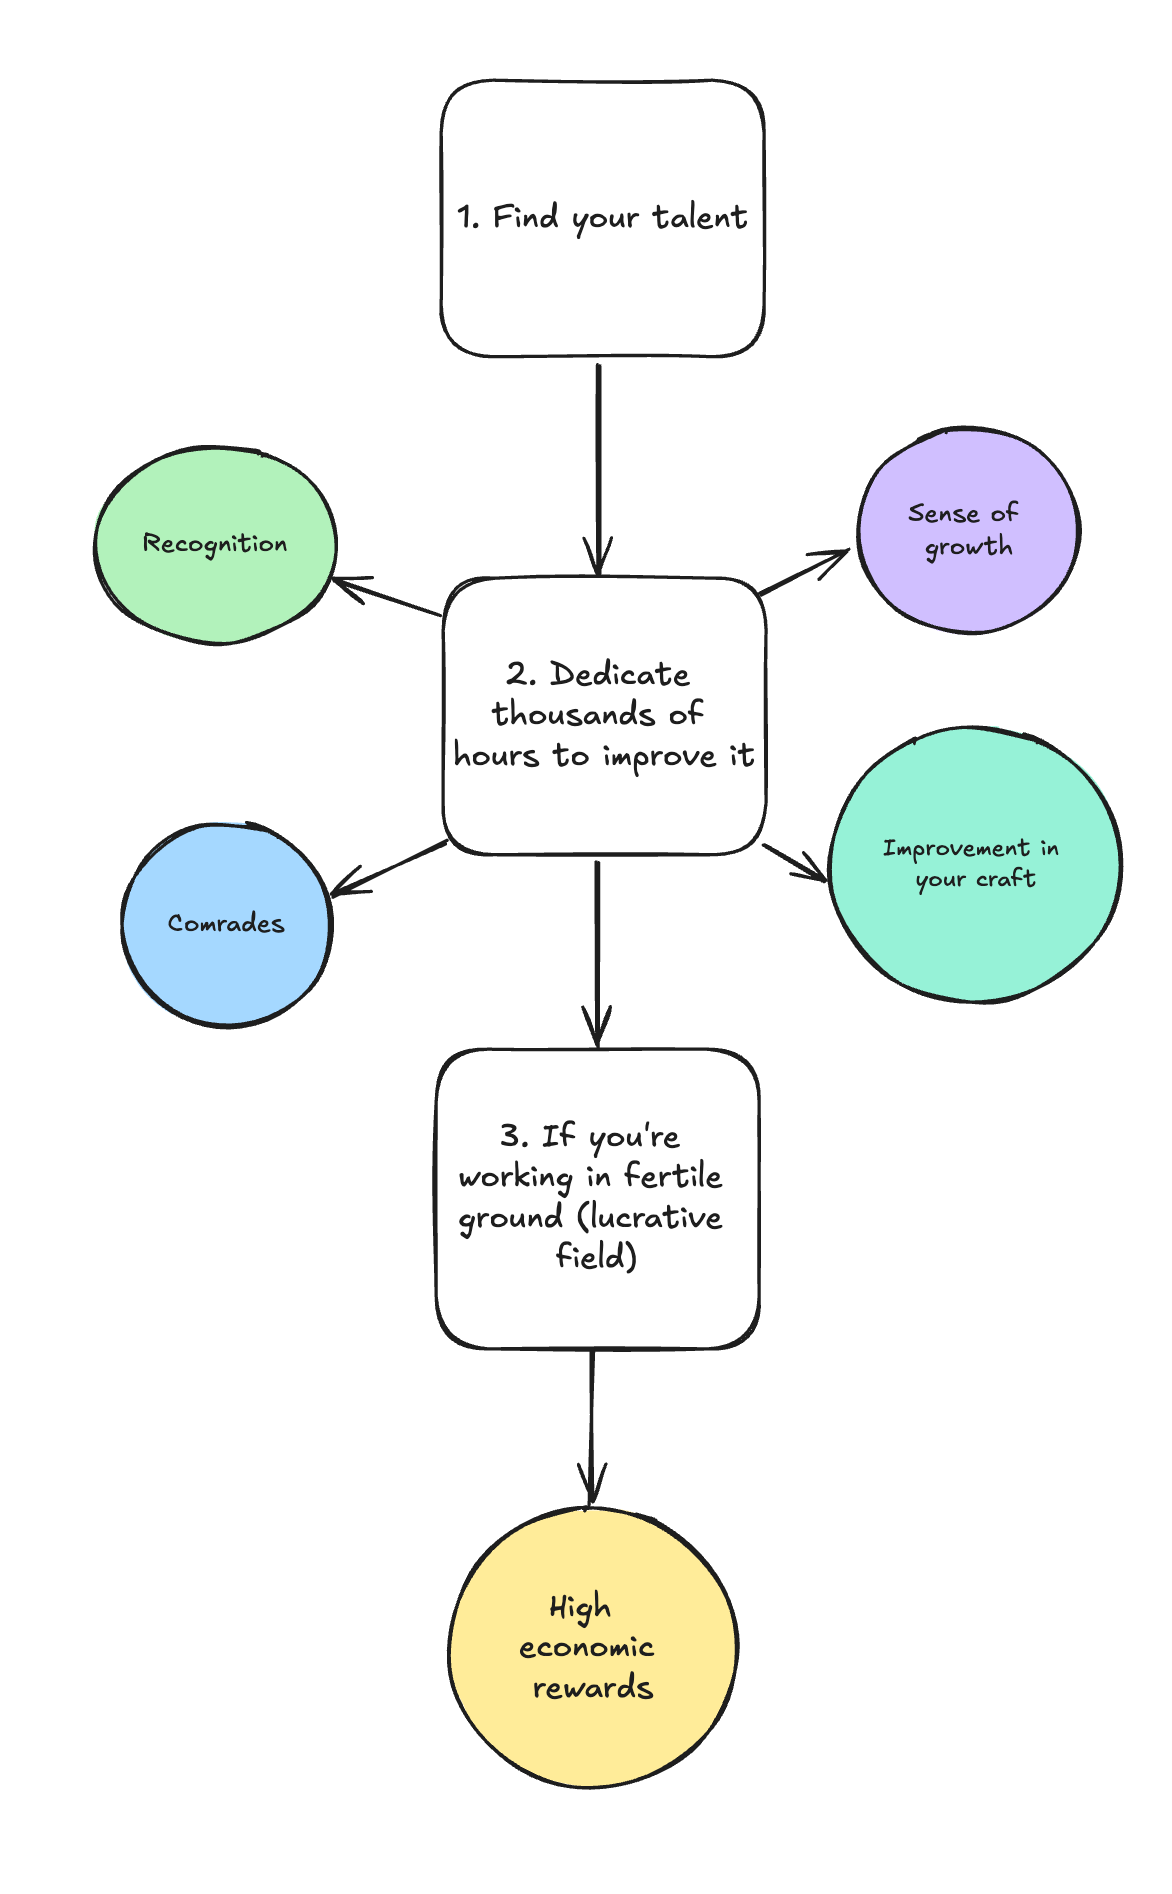 1. Find your talent
Recognition
Sense of
growth
2. Dedicate
thousands of
hours to improve it
Improvement in
your craft
Comrades
3. If you're
working in fertile
ground (lucrative
field)
High
economic
rewards